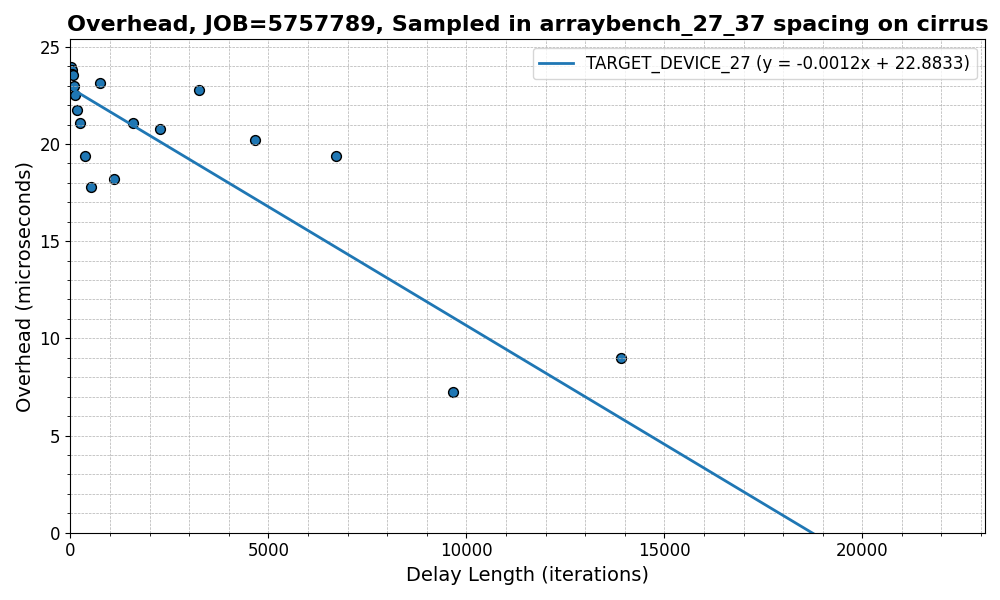 Overhead, JOB=5757789, Sampled in arraybench_27_37 spacing on cirrus
TARGET_DEVICE_27 (y = -0.0012x + 22.8833)
Overhead (microseconds)
25
20
15
10
5
0
0 5000 10000 15000 20000
Delay Length (iterations)